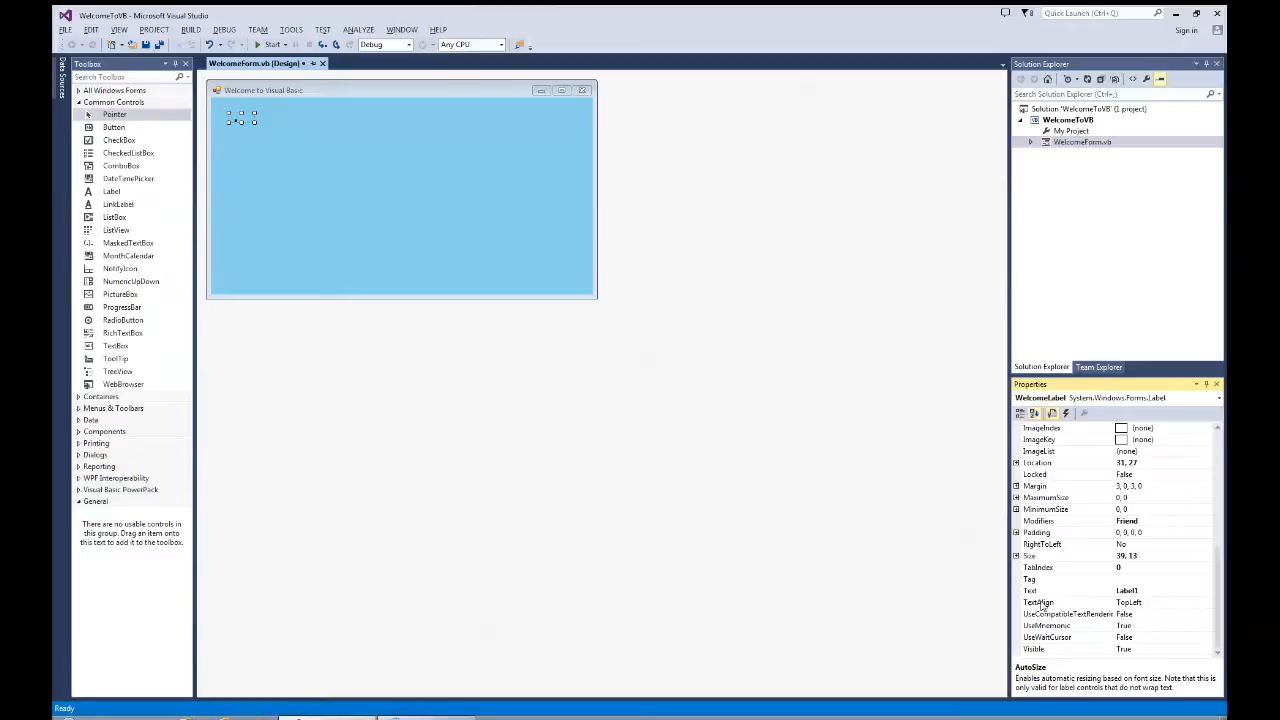 WelcomeToVB - Microsoft Visual Studio
8
Quick Launch (Ctrl+Q)
FILE EDIT VIEW PROJECT BUILD DEBUG TEAM TOOLS TEST ANALYZE WINDOW HELP
Sign in
Start
Debug
Any CPU
Data Sources
Toolbox
Search Toolbox
All Windows Forms
Common Controls
Pointer
Button
CheckBox
CheckedListBox
ComboBox
DateTimePicker
Label
LinkLabel
ListBox
ListView
MaskedTextBox
MonthCalendar
NotifyIcon
NumericUpDown
PictureBox
ProgressBar
RadioButton
RichTextBox
TextBox
ToolTip
TreeView
WebBrowser
Containers
Menus & Toolbars
Data
Components
Printing
Dialogs
Reporting
WPF Interoperability
Visual Basic PowerPack
General
There are no usable controls in
this group. Drag an item onto
this text to add it to the toolbox.
WelcomeForm.vb [Design]
Welcome to Visual Basic
Solution Explorer
Search Solution Explorer (Ctrl+;)
Solution 'WelcomeToVB' (1 project)
WelcomeToVB
My Project
WelcomeForm.vb
Solution Explorer Team Explorer
Properties
WelcomeLabel System.Windows.Forms.Label
ImageIndex (none)
ImageKey (none)
ImageList (none)
Location 31, 27
Locked False
Margin 3, 0, 3, 0
MaximumSize 0, 0
MinimumSize 0, 0
Modifiers Friend
Padding 0, 0, 0, 0
RightToLeft No
Size 39, 13
TabIndex 0
Tag
Text Label1
TextAlign TopLeft
UseCompatibleTextRenderin False
UseMnemonic True
UseWaitCursor False
Visible True
AutoSize
Enables automatic resizing based on font size. Note that this is
only valid for label controls that do not wrap text.
Ready